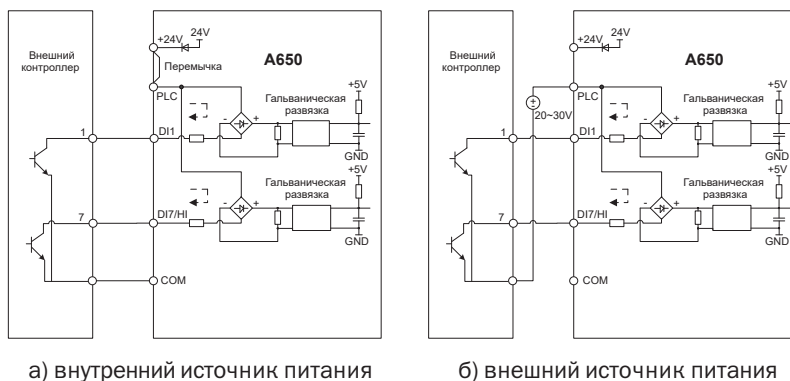 24V
+24V
Внешний
контроллер
A650
Перемычка
+5V
PLC
Гальваническая
развязка
-
+
1
DI1
GND
+5V
Гальваническая
развязка
-
+
7
DI7/HI
GND
COM
а) внутренний источник питания
24V
+24V
Внешний
контроллер
A650
+5V
PLC
Гальваническая
развязка
+
20~30V
-
+
1
DI1
GND
+5V
Гальваническая
развязка
-
+
7
DI7/HI
GND
COM
б) внешний источник питания